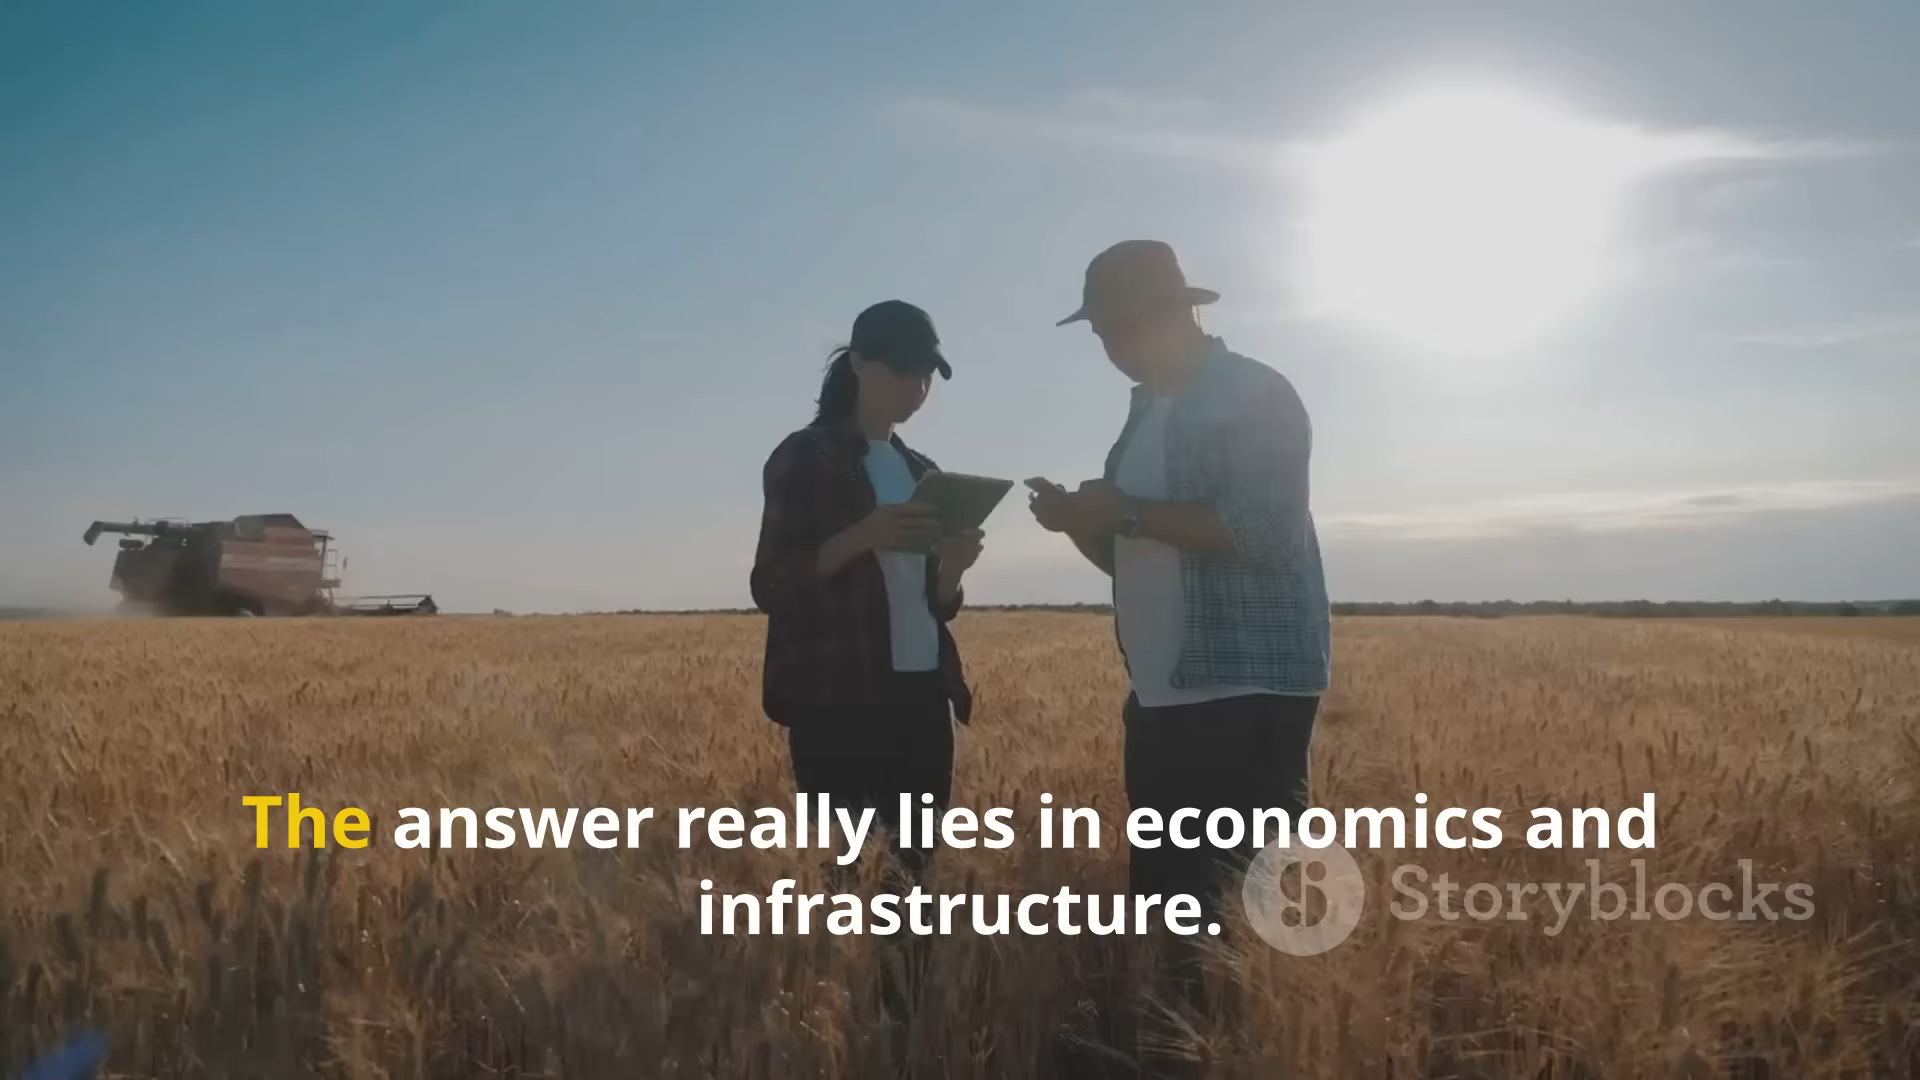 The answer really lies in economics and
infrastructure.
Storyblocks